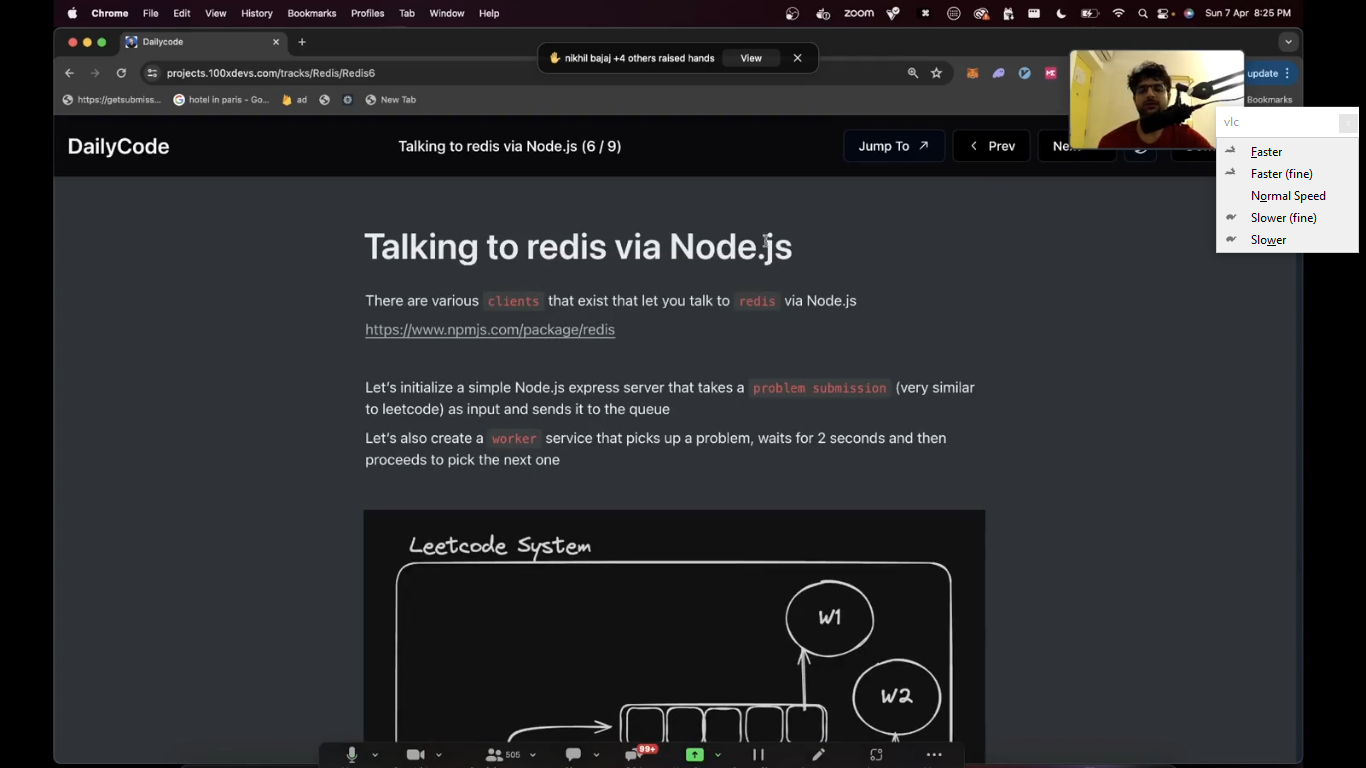 Chrome File Edit View History Bookmarks Profiles Tab Window Help zoom Sun 7 Apr 8:25 PM
Dailycode
nikhil bajaj +4 others raised hands View
projects.100xdevs.com/tracks/Redis/Redis6
update
https://getsubmiss... hotel in paris - Go... ad New Tab
Bookmarks
vlc
DailyCode
Talking to redis via Node.js (6 / 9)
Jump To Prev
Faster
Faster (fine)
Normal Speed
Slower (fine)
Slower
Talking to redis via Node.js
There are various clients that exist that let you talk to redis via Node.js
https://www.npmjs.com/package/redis
Let's initialize a simple Node.js express server that takes a problem submission (very similar
to leetcode) as input and sends it to the queue
Let's also create a worker service that picks up a problem, waits for 2 seconds and then
proceeds to pick the next one
Leetcode System
W1
W2
505
99+